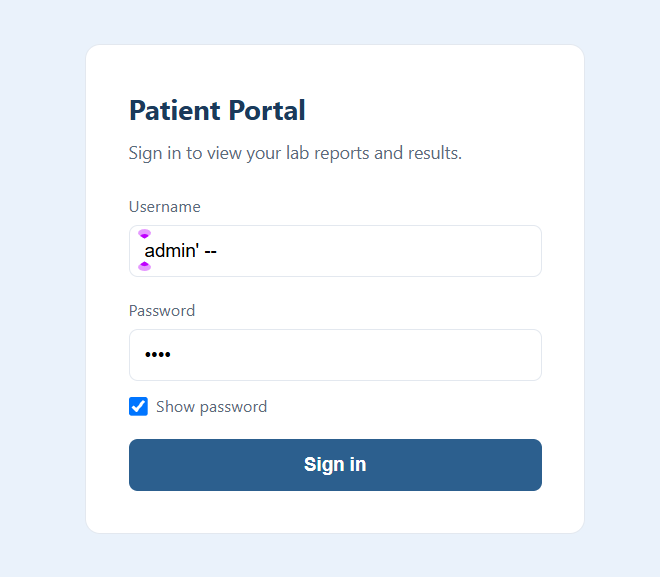 Patient Portal
Sign in to view your lab reports and results.
Username
admin' --
Password
••••
Show password
Sign in